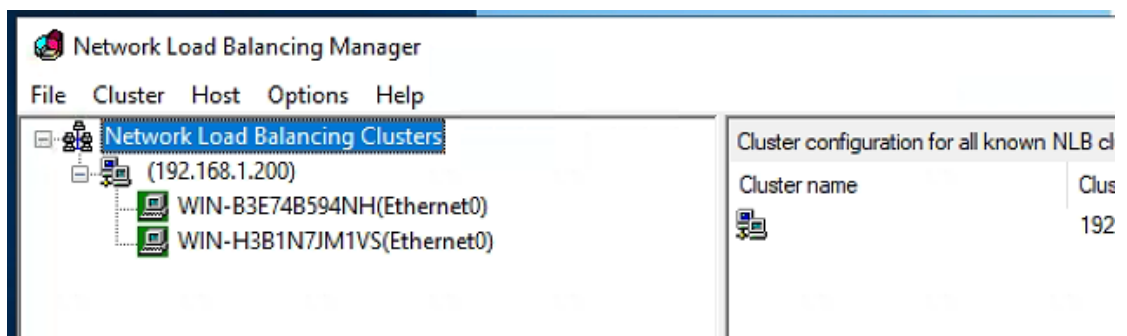 Network Load Balancing Manager
File Cluster Host Options Help
Network Load Balancing Clusters
(192.168.1.200)
WIN-B3E74B594NH(Ethernet0)
WIN-H3B1N7JM1VS(Ethernet0)
Cluster configuration for all known NLB cl
Cluster name Clus
192